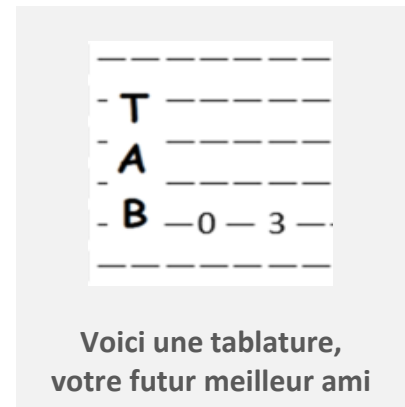 T
A
B 0 3
Voici une tablature,
votre futur meilleur ami